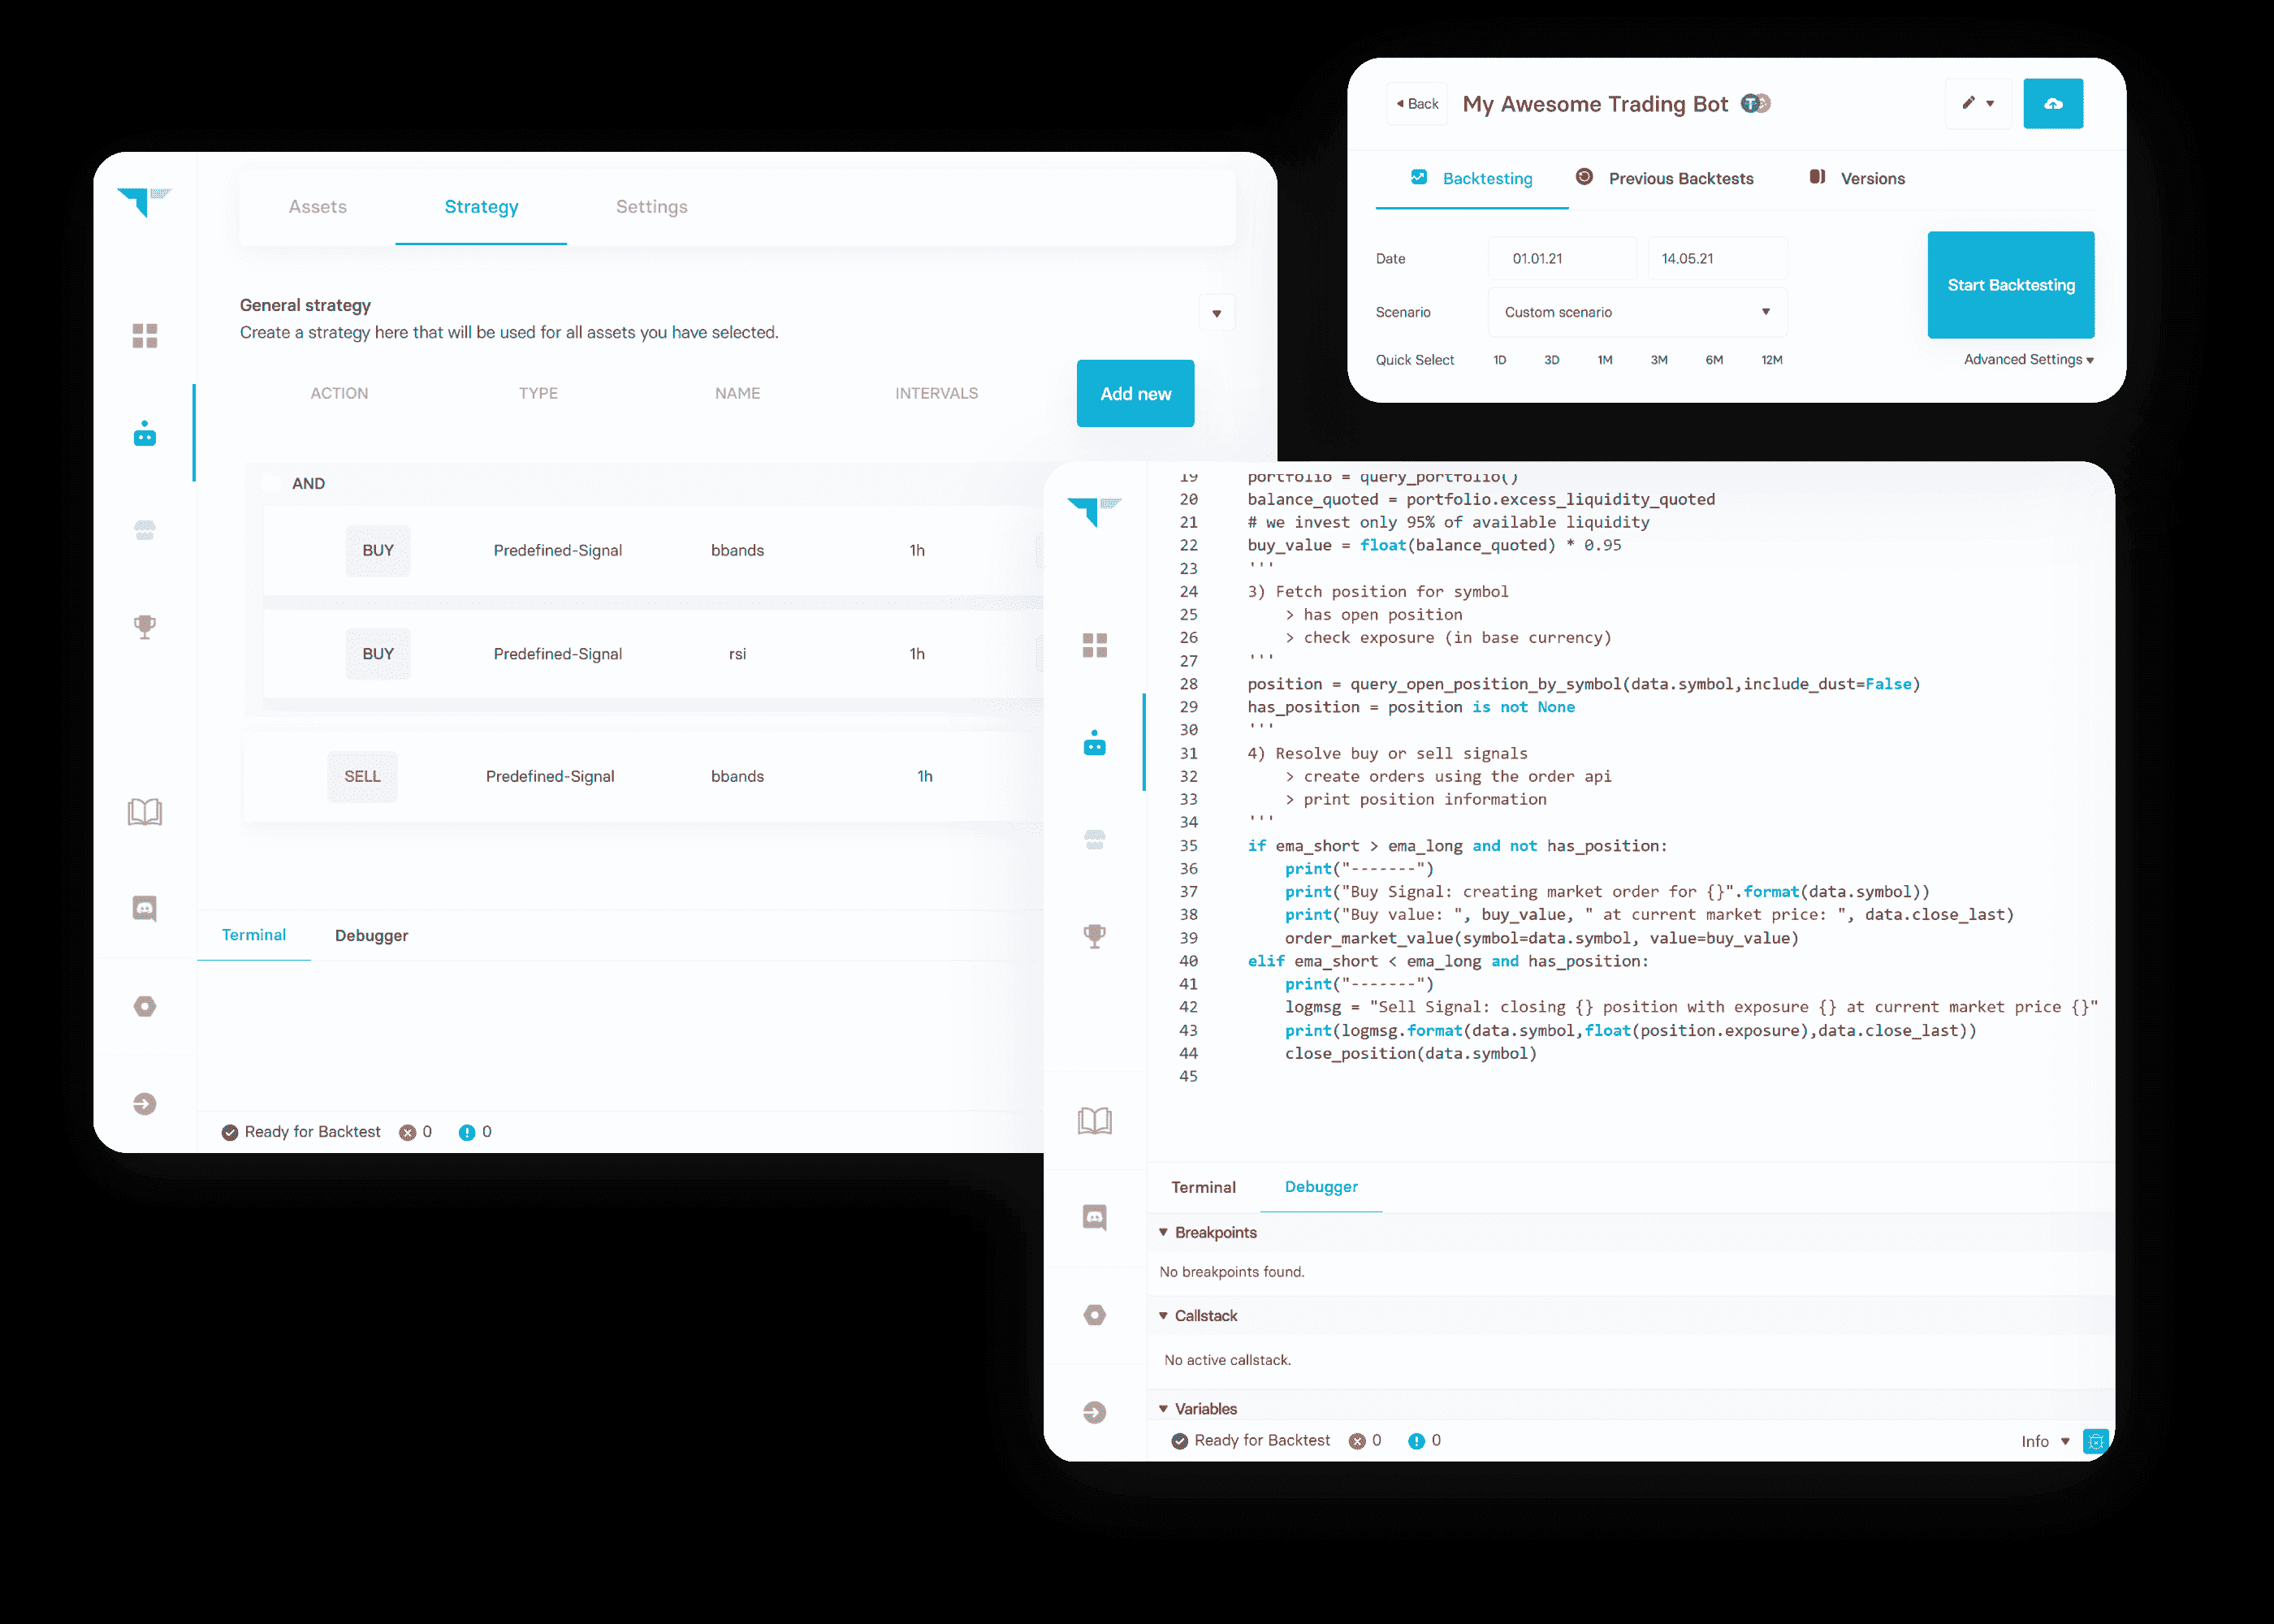 Back My Awesome Trading Bot
Backtesting Previous Backtests Versions
Date 01.01.21 14.05.21
Start Backtesting
Scenario Custom scenario
Quick Select 1D 3D 1M 3M 6M 12M
Advanced Settings
Assets Strategy Settings
General strategy
Create a strategy here that will be used for all assets you have selected.
ACTION TYPE NAME INTERVALS Add new
AND
BUY Predefined-Signal bbands 1h
BUY Predefined-Signal rsi 1h
SELL Predefined-Signal bbands 1h
Terminal Debugger
Ready for Backtest 0 0
19 portfolio = query_portfolio()
20 balance_quoted = portfolio.excess_liquidity_quoted
21 # we invest only 95% of available liquidity
22 buy_value = float(balance_quoted) * 0.95
23 '''
24 3) Fetch position for symbol
25 > has open position
26 > check exposure (in base currency)
27 '''
28 position = query_open_position_by_symbol(data.symbol,include_dust=False)
29 has_position = position is not None
30 '''
31 4) Resolve buy or sell signals
32 > create orders using the order api
33 > print position information
34 '''
35 if ema_short > ema_long and not has_position:
36 print("-------")
37 print("Buy Signal: creating market order for {}".format(data.symbol))
38 print("Buy value: ", buy_value, " at current market price: ", data.close_last)
39 order_market_value(symbol=data.symbol, value=buy_value)
40 elif ema_short < ema_long and has_position:
41 print("-------")
42 logmsg = "Sell Signal: closing {} position with exposure {} at current market price {}"
43 print(logmsg.format(data.symbol,float(position.exposure),data.close_last))
44 close_position(data.symbol)
45
Terminal Debugger
Breakpoints
No breakpoints found.
Callstack
No active callstack.
Variables
Ready for Backtest 0 0 Info